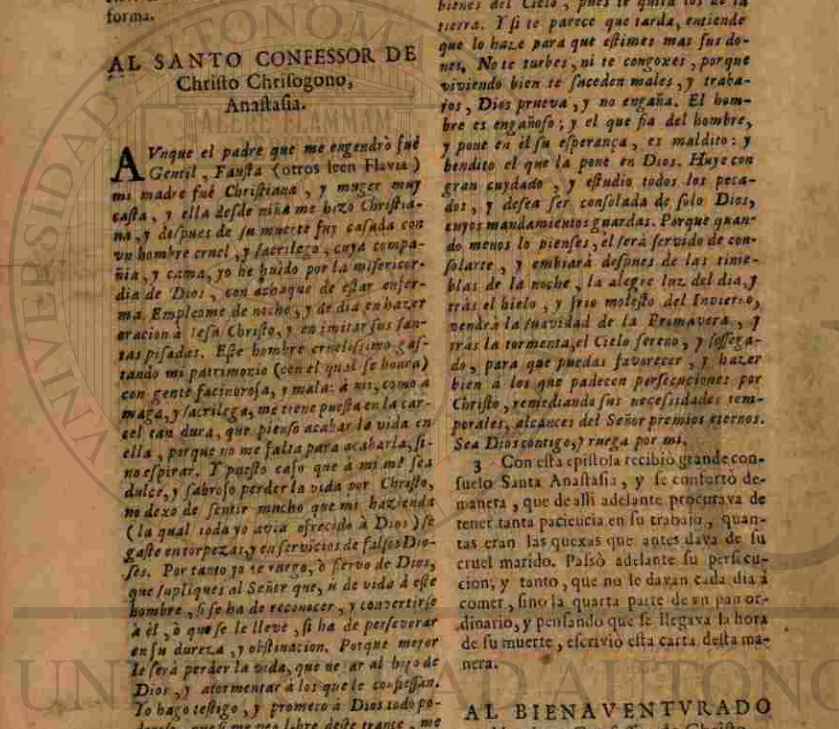 forma.
AL SANTO CONFESSOR DE
Christo Chrisogono,
Anastasia.
AVnque el padre que me engendrò fuè
Gentil, Fausta (otros leen Flavia)
mi madre fuè Christiana, y muger muy
casta, y ella desde niña me hizo Christia-
na, y despues de su muerte fuy casada con
vn hombre cruel, y sacrilego, cuya compa-
ñia, y cama, yo he huido por la misericor-
dia de Dios, con achaque de estar enfer-
ma. Empleome de noche, y de dia en hazer
oracion à Iesu Christo, y en imitar sus san-
tas pisadas. Este hombre cruelissimo gas-
tando mi patrimonio (con el qual se honra)
con gente facinorosa, y mala: à mi, como à
maga, y sacrilega, me tiene puesta en la car-
cel tan dura, que pienso acabar la vida en
ella, porque no me falta para acabarla, si-
no espirar. Y puesto caso que à mi me sea
dulce, y sabroso perder la vida por Christo,
no dexo de sentir mucho que mi hazienda
(la qual toda yo avia ofrecido à Dios) se
gaste en torpezas, y en servicios de falsos Dio-
ses. Por tanto yo te ruego, ò siervo de Dios,
que supliques al Señor que, de vida à este
hombre, si se ha de reconocer, y convertirse
à èl, ò que se le lleve, si ha de perseverar
en su dureza, y obstinacion. Porque mejor
le serà perder la vida, que negar al hijo de
Dios, y atormentar à los que le confiessan.
Yo hago testigo, y prometo à Dios todo po-
deroso, que si me veo libre deste trance, me
bienes del Cielo, pues te quita los de la
tierra. Y si te parece que tarda, entiende
que lo haze para que estimes mas sus do-
nes. No te turbes, ni te congoxes, porque
viviendo bien te suceden males, y traba-
jos, Dios prueva, y no engaña. El hom-
bre es engañoso; y el que fia del hombre,
y pone en èl su esperança, es maldito: y
bendito el que la pone en Dios. Huye con
gran cuydado, y estudio todos los peca-
dos, y desea ser consolada de solo Dios,
cuyos mandamientos guardas. Porque quan-
do menos lo pienses, èl serà servido de con-
solarte, y embiarà despues de las tinie-
blas de la noche, la alegre luz del dia, y
tràs el hielo, y frio molesto del Invierno,
vendrà la suavidad de la Primavera, y
tràs la tormenta, el Cielo sereno, y sossega-
do, para que puedas favorecer, y hazer
bien à los que padecen persecuciones por
Christo, remediando sus necessidades tem-
porales, alcances del Señor premios eternos.
Sea Dios contigo, y ruega por mi.
3 Con esta epistola recibiò grande con-
suelo Santa Anastasia, y se confortò de-
manera, que de alli adelante procurava de
tener tanta paciencia en su trabajo, quan-
tas eran las quexas que antes dava de su
cruel marido. Passò adelante su persecu-
cion, y tanto, que no le davan cada dia à
comer, sino la quarta parte de vn pan or-
dinario, y pensando que se llegava la hora
de su muerte, escriviò esta carta desta ma-
nera.
AL BIENAVENTVRADO
ALERE FLAMMAM
UNIVERSIDAD AUTONO